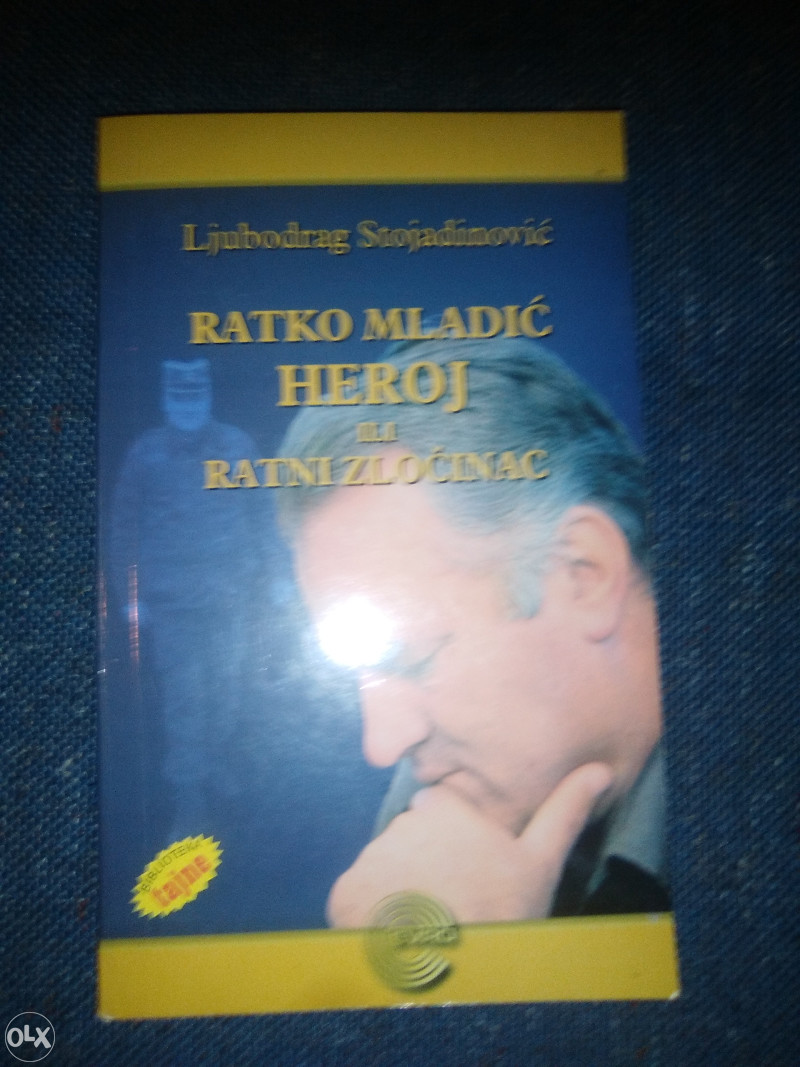 Ljubodrag Stojadinović
RATKO MLADIĆ
HEROJ
ILI
RATNI ZLOČINAC
BIBLIOTEKA
tajne
OLX